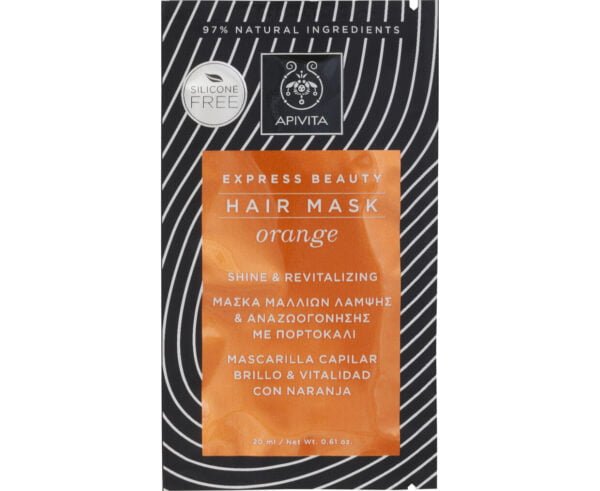 97% NATURAL INGREDIENTS
SILICONE
FREE
APIVITA
EXPRESS BEAUTY
HAIR MASK
orange
SHINE & REVITALIZING
ΜΑΣΚΑ ΜΑΛΛΙΩΝ ΛΑΜΨΗΣ
& ΑΝΑΖΩΟΓΟΝΗΣΗΣ
ΜΕ ΠΟΡΤΟΚΑΛΙ
MASCARILLA CAPILAR
BRILLO & VITALIDAD
CON NARANJA
20 ml / Net Wt. 0.61 oz.